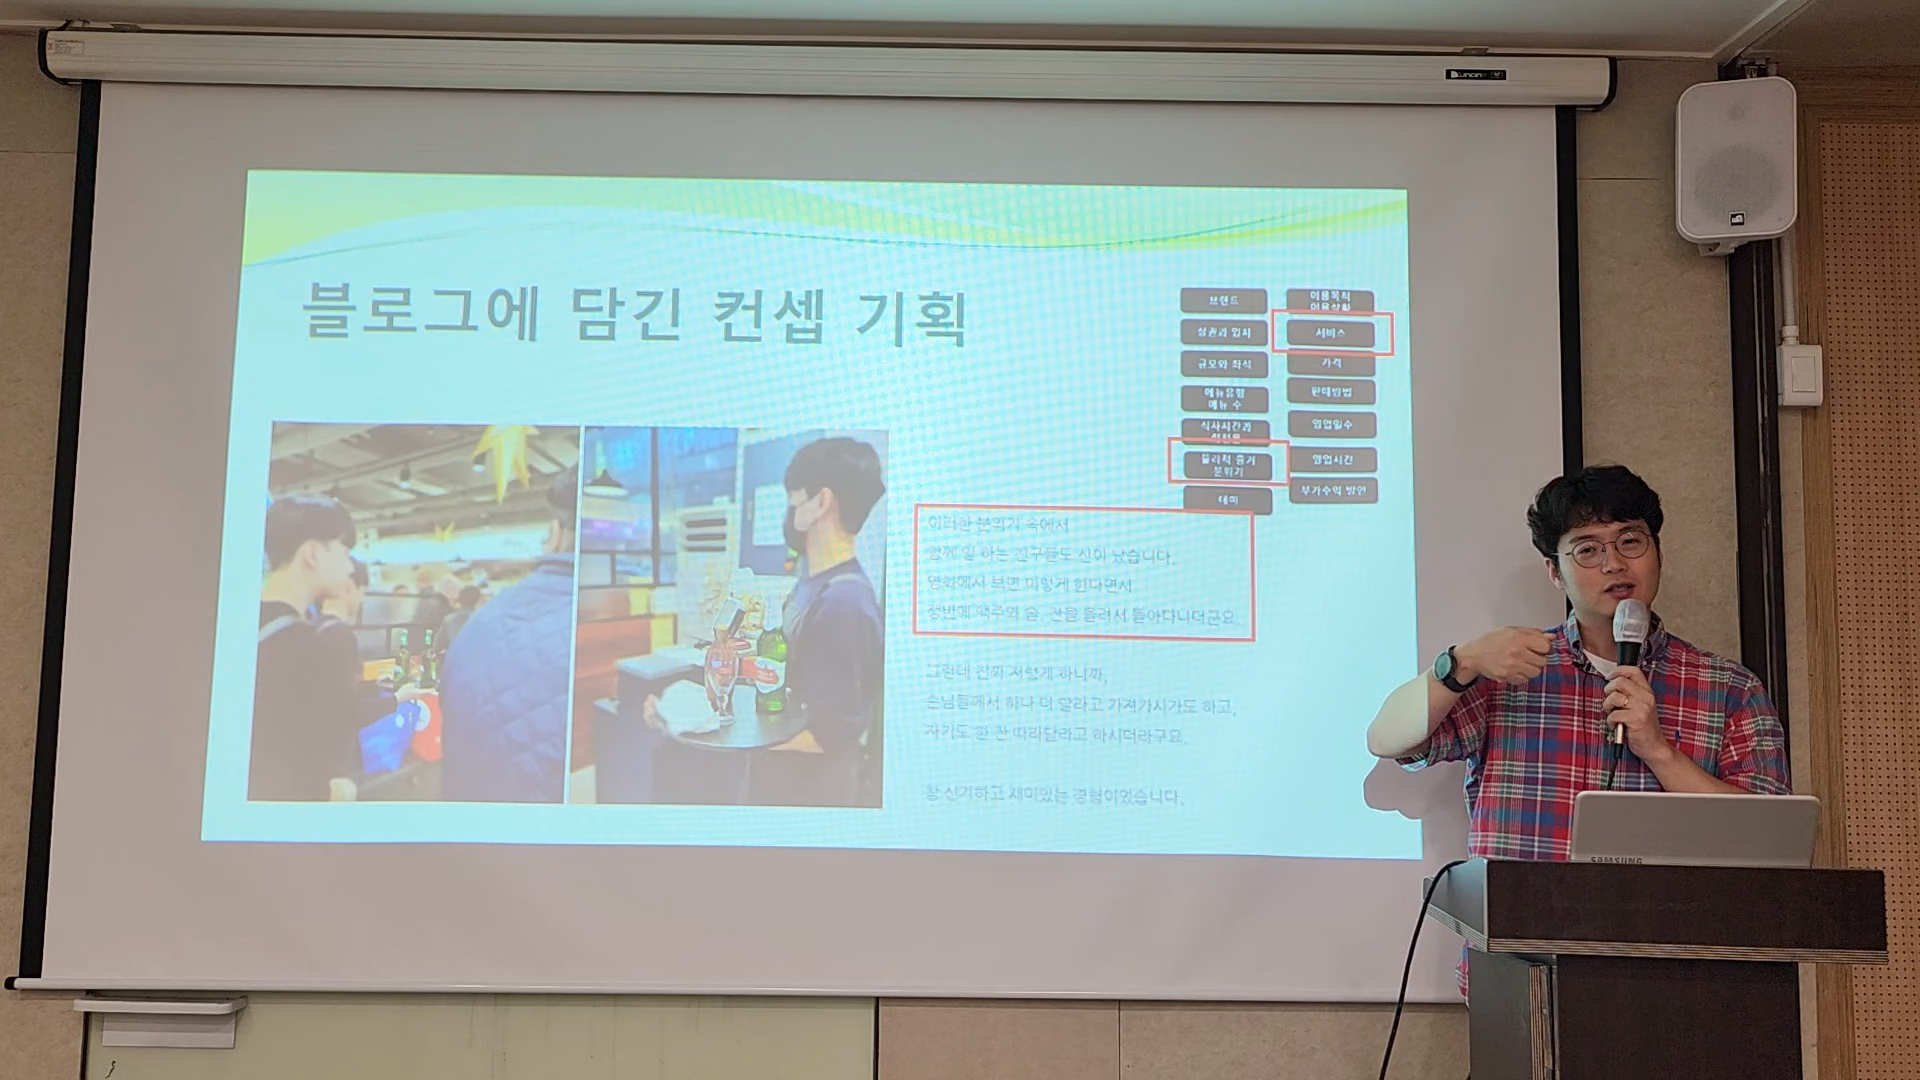 블로그에 담긴 컨셉 기획
브랜드
이용목적
이용상황
상권과 입지
서비스
규모와 좌석
가격
메뉴유형
메뉴 수
판매방법
식사시간과
영업일수
물리적 증거
분위기
영업시간
테마
부가수익 방안
이러한 분위기 속에서
함께 일 하는 친구들도 신이 났습니다.
영화에서 보면 이렇게 한다면서
쟁반에 맥주와 술, 잔을 올려서 돌아다니더군요.
그런데 진짜 저렇게 하니까,
손님들께서 하나 더 달라고 가져가시기도 하고,
자기도 한 잔 따라달라고 하시더라구요.
참 신기하고 재미있는 경험이었습니다.
SAMSUNG